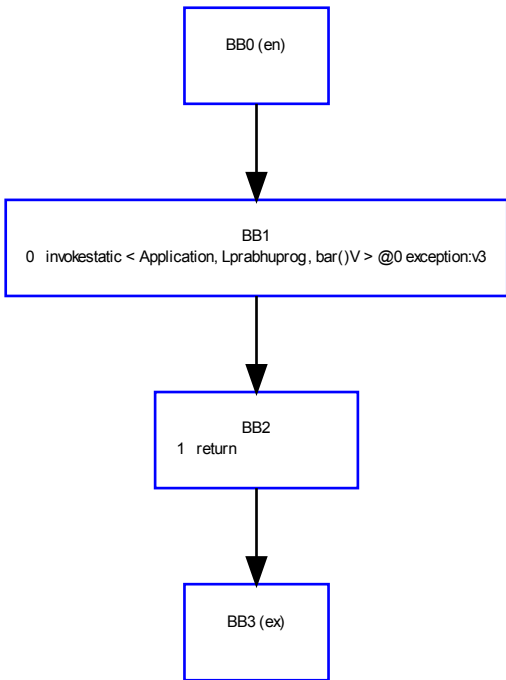 BB0 (en)
BB1
0 invokestatic < Application, Lprabhuprog, bar()V > @0 exception:v3
BB2
1 return
BB3 (ex)